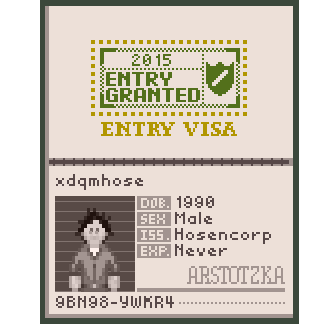 2015
ENTRY
GRANTED
ENTRY VISA
xdqmhose
DOB. 1990
SEX Male
ISS. Hosencorp
EXP. Never
ARSTOTZKA
9BN98-YWKR4